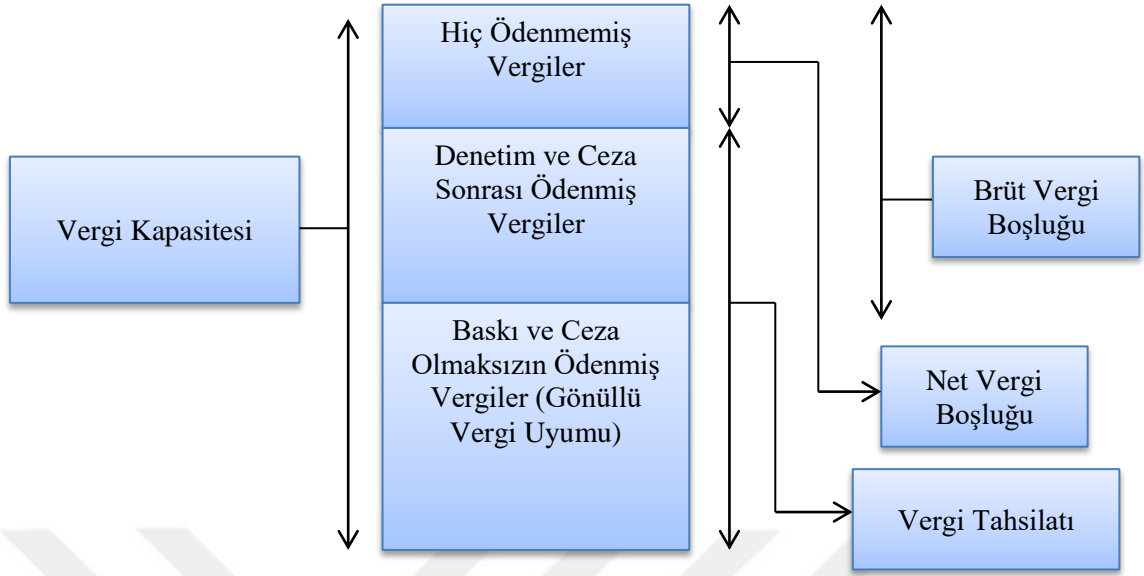 Vergi Kapasitesi
Hiç Ödenmemiş
Vergiler
Denetim ve Ceza
Sonrası Ödenmiş
Vergiler
Baskı ve Ceza
Olmaksızın Ödenmiş
Vergiler (Gönüllü
Vergi Uyumu)
Brüt Vergi
Boşluğu
Net Vergi
Boşluğu
Vergi Tahsilatı